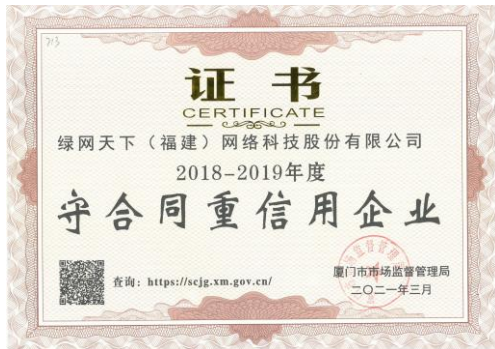 证书
CERTIFICATE
绿网天下（福建）网络科技股份有限公司
2018-2019年度
守合同重信用企业
查询：https://scjg.xm.gov.cn/
厦门市市场监督管理局
二〇二一年三月